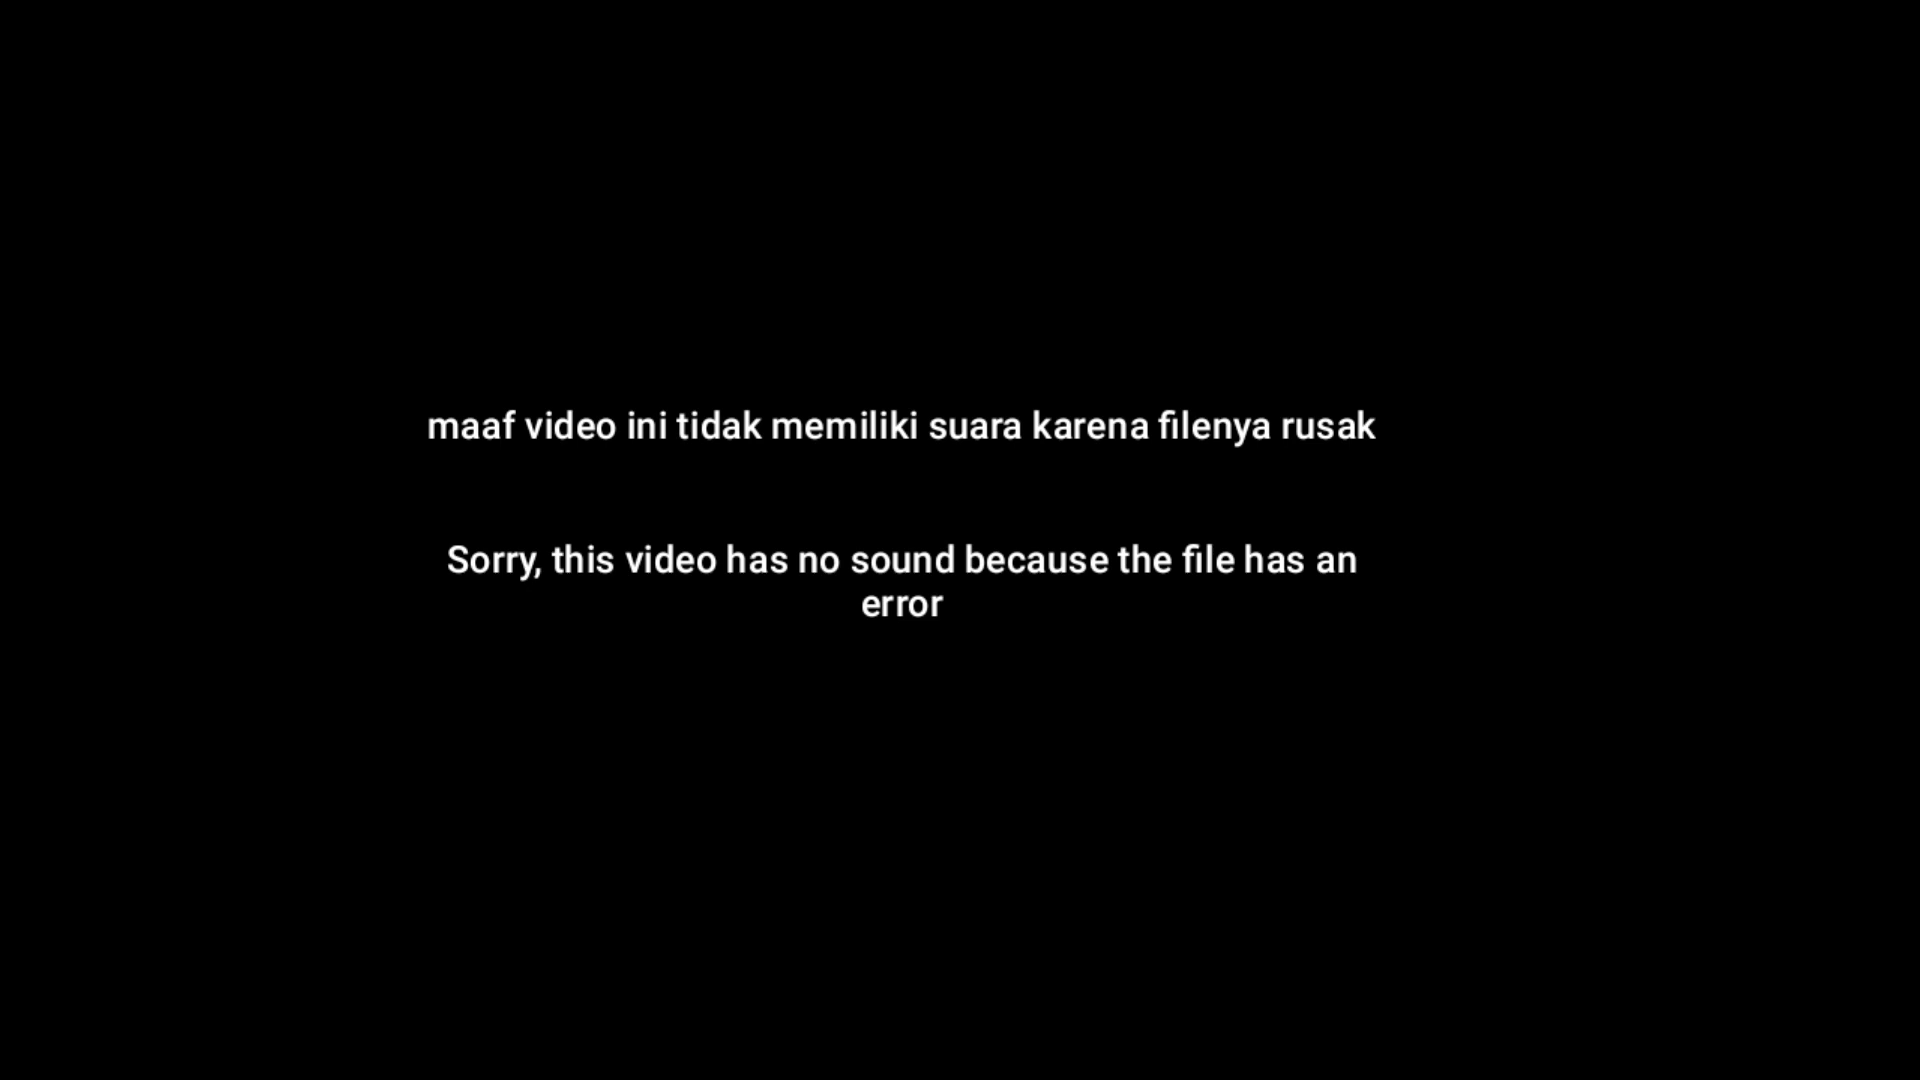 maaf video ini tidak memiliki suara karena filenya rusak
Sorry, this video has no sound because the file has an
error